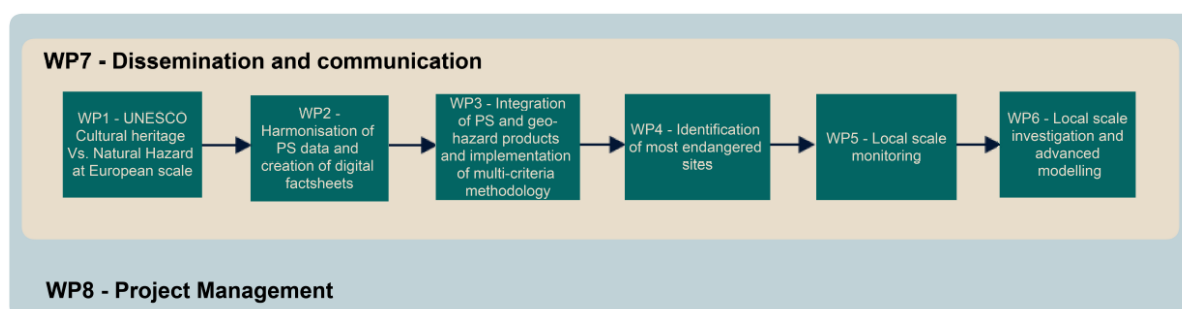 WP7 - Dissemination and communication
WP1 - UNESCO
Cultural heritage
Vs. Natural Hazard
at European scale
WP2 -
Harmonisation of
PS data and
creation of digital
factsheets
WP3 - Integration
of PS and geo-
hazard products
and implementation
of multi-criteria
methodology
WP4 - Identification
of most endangered
sites
WP5 - Local scale
monitoring
WP6 - Local scale
investigation and
advanced
modelling
WP8 - Project Management